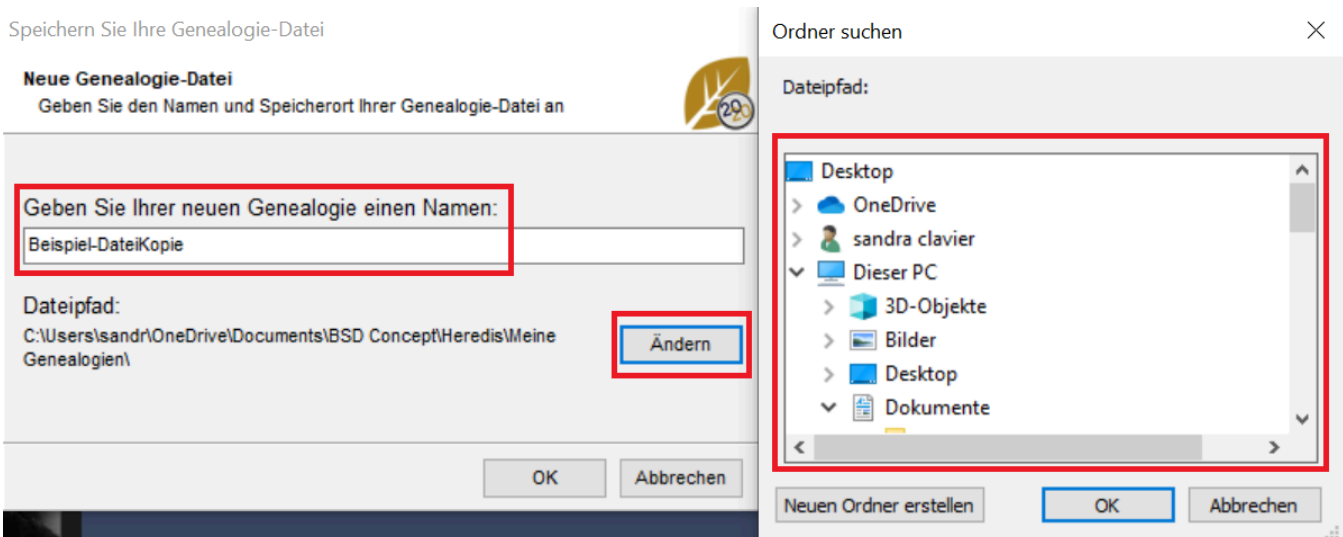 Speichern Sie Ihre Genealogie-Datei
Neue Genealogie-Datei
Geben Sie den Namen und Speicherort Ihrer Genealogie-Datei an
2020
Geben Sie Ihrer neuen Genealogie einen Namen:
Beispiel-DateiKopie
Dateipfad:
C:\Users\sandr\OneDrive\Documents\BSD Concept\Heredis\Meine
Genealogien\
Ändern
OK
Abbrechen
Ordner suchen
Dateipfad:
Desktop
OneDrive
sandra clavier
Dieser PC
3D-Objekte
Bilder
Desktop
Dokumente
Neuen Ordner erstellen
OK
Abbrechen